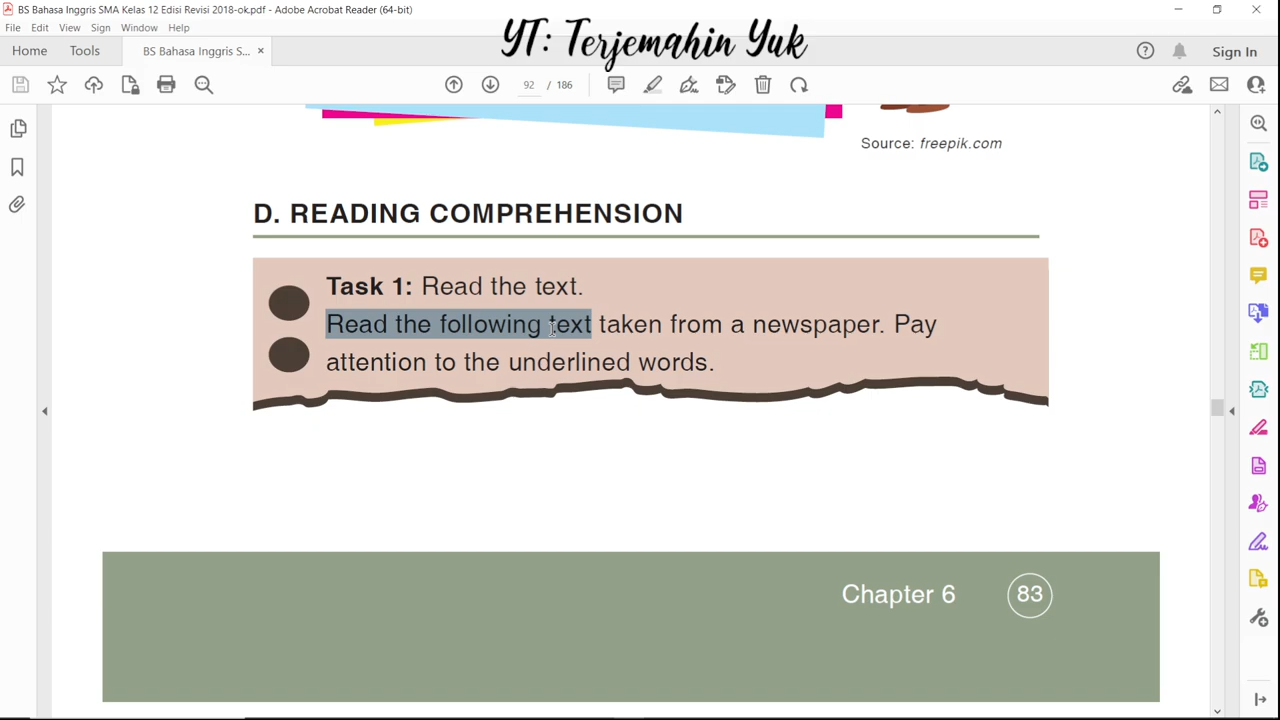 BS Bahasa Inggris SMA Kelas 12 Edisi Revisi 2018-ok.pdf - Adobe Acrobat Reader (64-bit)
File Edit View Sign Window Help
YT: Terjemahin Yuk
Home Tools BS Bahasa Inggris S... × Sign In
92 / 186
Source: freepik.com
D. READING COMPREHENSION
Task 1: Read the text.
Read the following text taken from a newspaper. Pay
attention to the underlined words.
Chapter 6 83